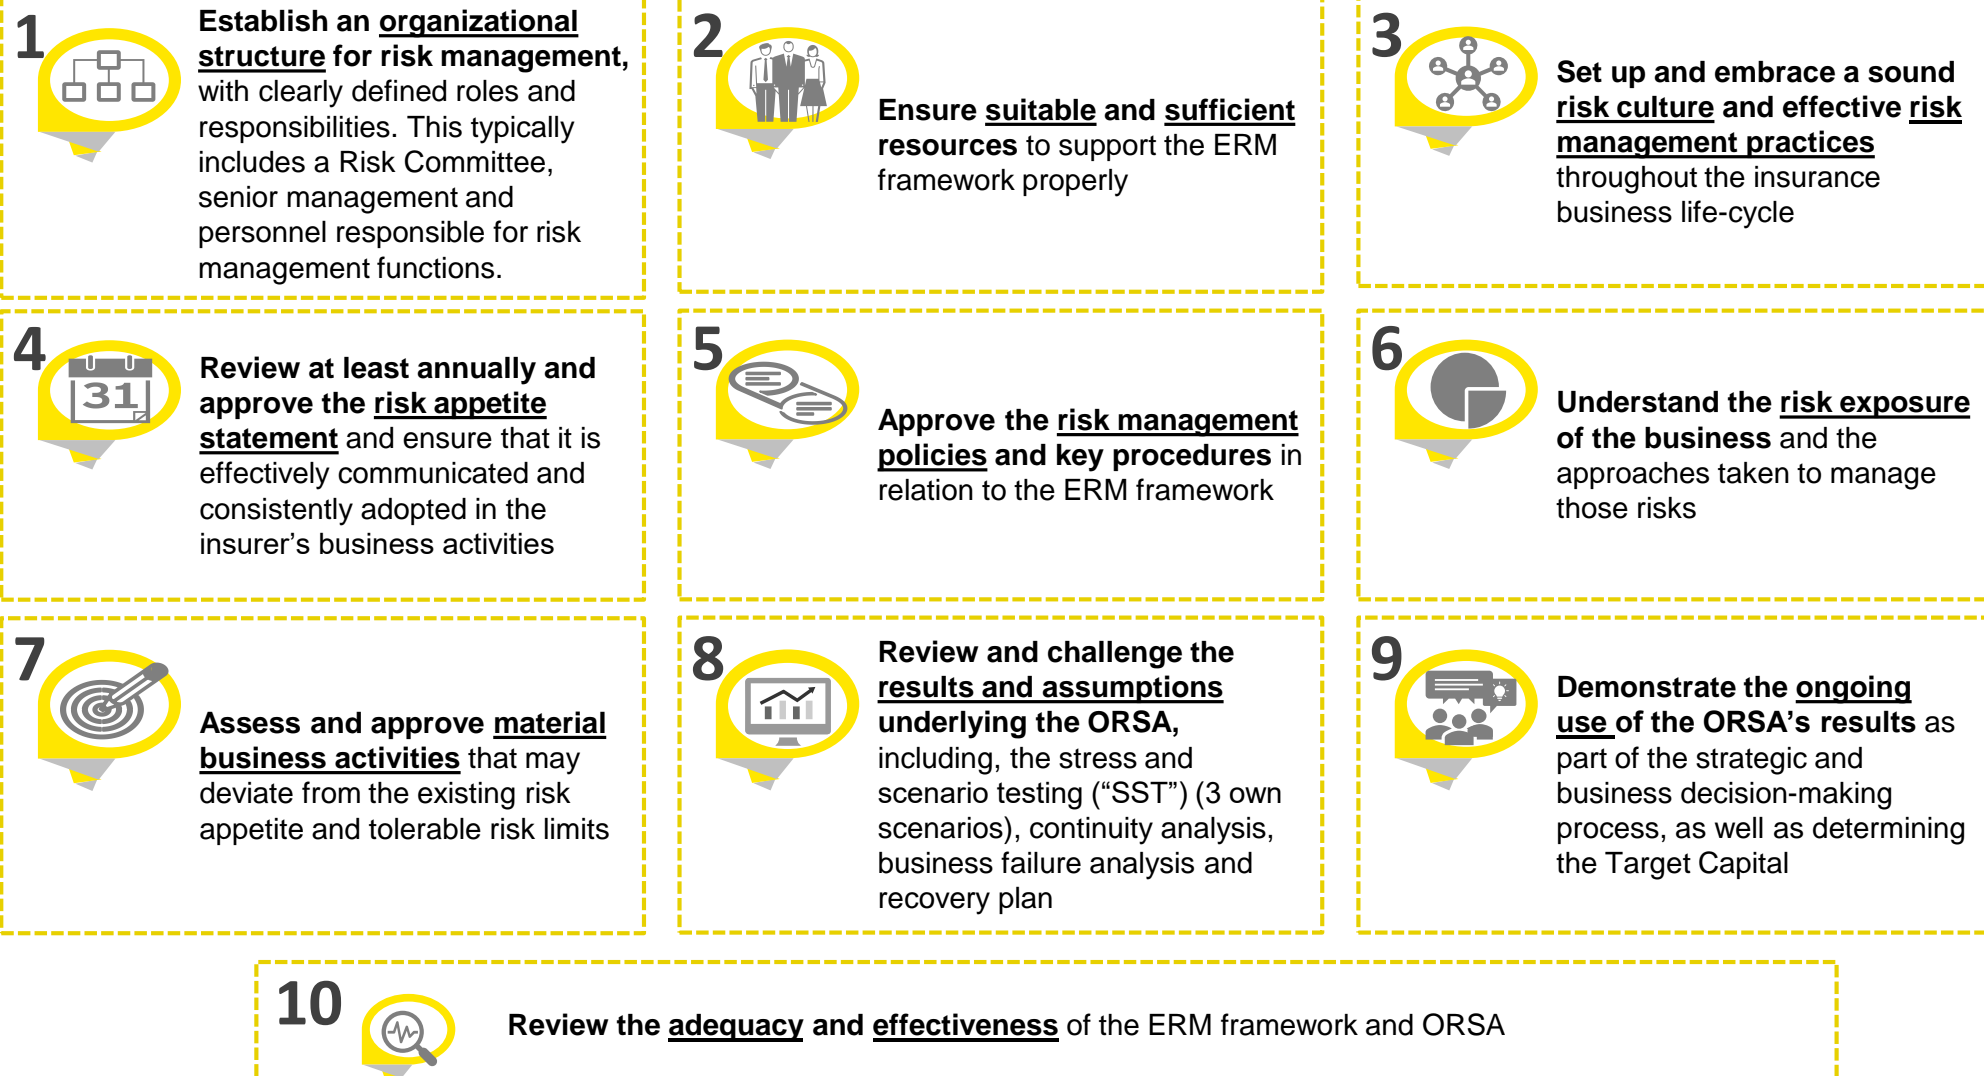 1
Establish an organizational
structure for risk management,
with clearly defined roles and
responsibilities. This typically
includes a Risk Committee,
senior management and
personnel responsible for risk
management functions.
2
Ensure suitable and sufficient
resources to support the ERM
framework properly
3
Set up and embrace a sound
risk culture and effective risk
management practices
throughout the insurance
business life-cycle
4
31
Review at least annually and
approve the risk appetite
statement and ensure that it is
effectively communicated and
consistently adopted in the
insurer’s business activities
5
Approve the risk management
policies and key procedures in
relation to the ERM framework
6
Understand the risk exposure
of the business and the
approaches taken to manage
those risks
7
Assess and approve material
business activities that may
deviate from the existing risk
appetite and tolerable risk limits
8
Review and challenge the
results and assumptions
underlying the ORSA,
including, the stress and
scenario testing (“SST”) (3 own
scenarios), continuity analysis,
business failure analysis and
recovery plan
9
Demonstrate the ongoing
use of the ORSA’s results as
part of the strategic and
business decision-making
process, as well as determining
the Target Capital
10
Review the adequacy and effectiveness of the ERM framework and ORSA